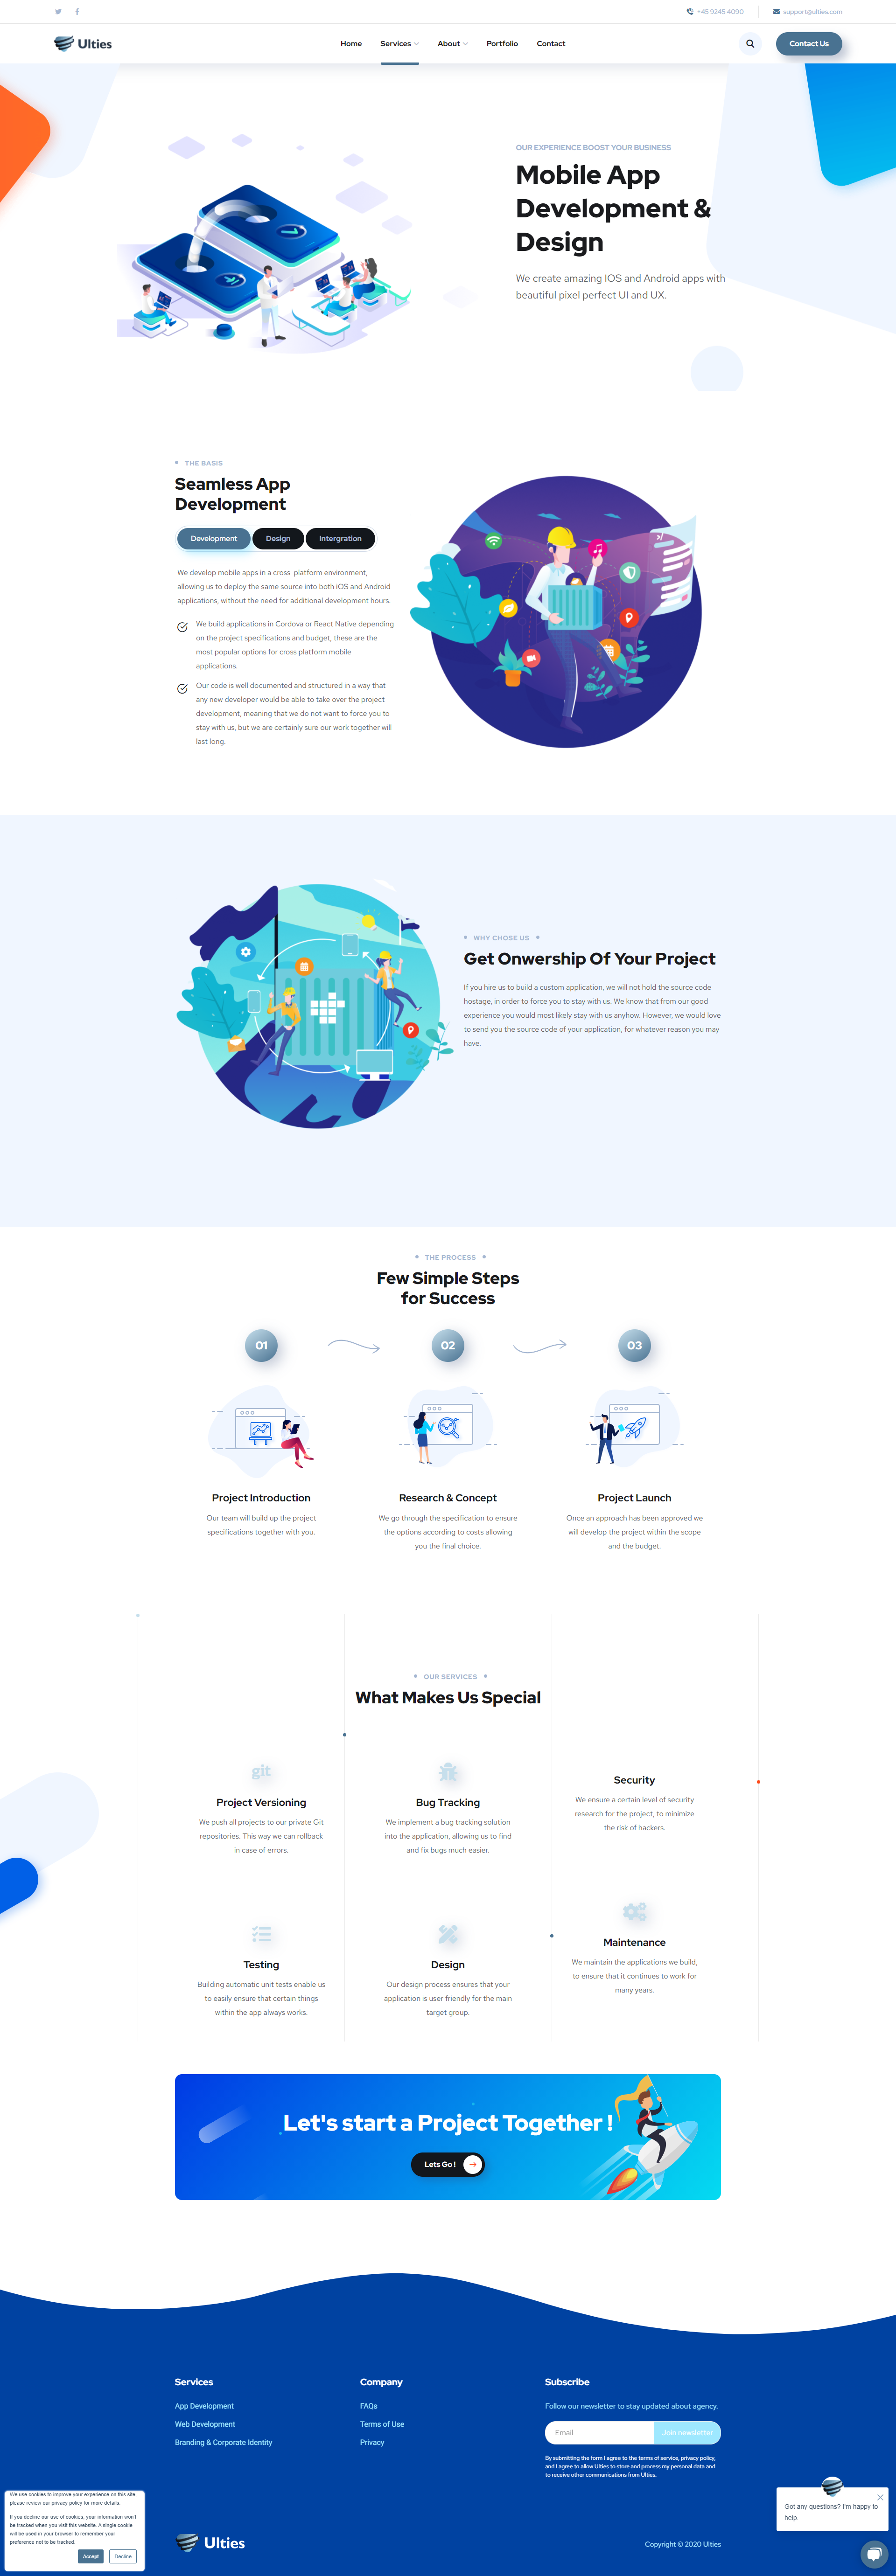 +45 9245 4090
support@ulties.com
Ulties
Home
Services
About
Portfolio
Contact
Contact Us
OUR EXPERIENCE BOOST YOUR BUSINESS
Mobile App
Development &
Design
We create amazing IOS and Android apps with
beautiful pixel perfect UI and UX.
THE BASIS
Seamless App
Development
Development
Design
Intergration
We develop mobile apps in a cross-platform environment,
allowing us to deploy the same source into both iOS and Android
applications, without the need for additional development hours.
We build applications in Cordova or React Native depending
on the project specifications and budget, these are the
most popular options for cross platform mobile
applications.
Our code is well documented and structured in a way that
any new developer would be able to take over the project
development, meaning that we do not want to force you to
stay with us, but we are certainly sure our work together will
last long.
WHY CHOSE US
Get Onwership Of Your Project
If you hire us to build a custom application, we will not hold the source code
hostage, in order to force you to stay with us. We know that from our good
experience you would most likely stay with us anyhow. However, we would love
to send you the source code of your application, for whatever reason you may
have.
THE PROCESS
Few Simple Steps
for Success
01
02
03
Project Introduction
Our team will build up the project
specifications together with you.
Research & Concept
We go through the specification to ensure
the options according to costs allowing
you the final choice.
Project Launch
Once an approach has been approved we
will develop the project within the scope
and the budget.
OUR SERVICES
What Makes Us Special
git
Project Versioning
We push all projects to our private Git
repositories. This way we can rollback
in case of errors.
Bug Tracking
We implement a bug tracking solution
into the application, allowing us to find
and fix bugs much easier.
Security
We ensure a certain level of security
research for the project, to minimize
the risk of hackers.
Testing
Building automatic unit tests enable us
to easily ensure that certain things
within the app always works.
Design
Our design process ensures that your
application is user friendly for the main
target group.
Maintenance
We maintain the applications we build,
to ensure that it continues to work for
many years.
Let's start a Project Together !
Lets Go !
Services
App Development
Web Development
Branding & Corporate Identity
Company
FAQs
Terms of Use
Privacy
Subscribe
Follow our newsletter to stay updated about agency.
Email
Join newsletter
By submitting the form I agree to the terms of service, privacy policy,
and I agree to allow Ulties to store and process my personal data and
to receive other communications from Ulties.
We use cookies to improve your experience on this site,
please review our privacy policy for more details.
If you decline our use of cookies, your information won't
be tracked when you visit this website. A single cookie
will be used in your browser to remember your
preference not to be tracked.
Accept
Decline
Ulties
Copyright © 2020 Ulties
Got any questions? I'm happy to
help.